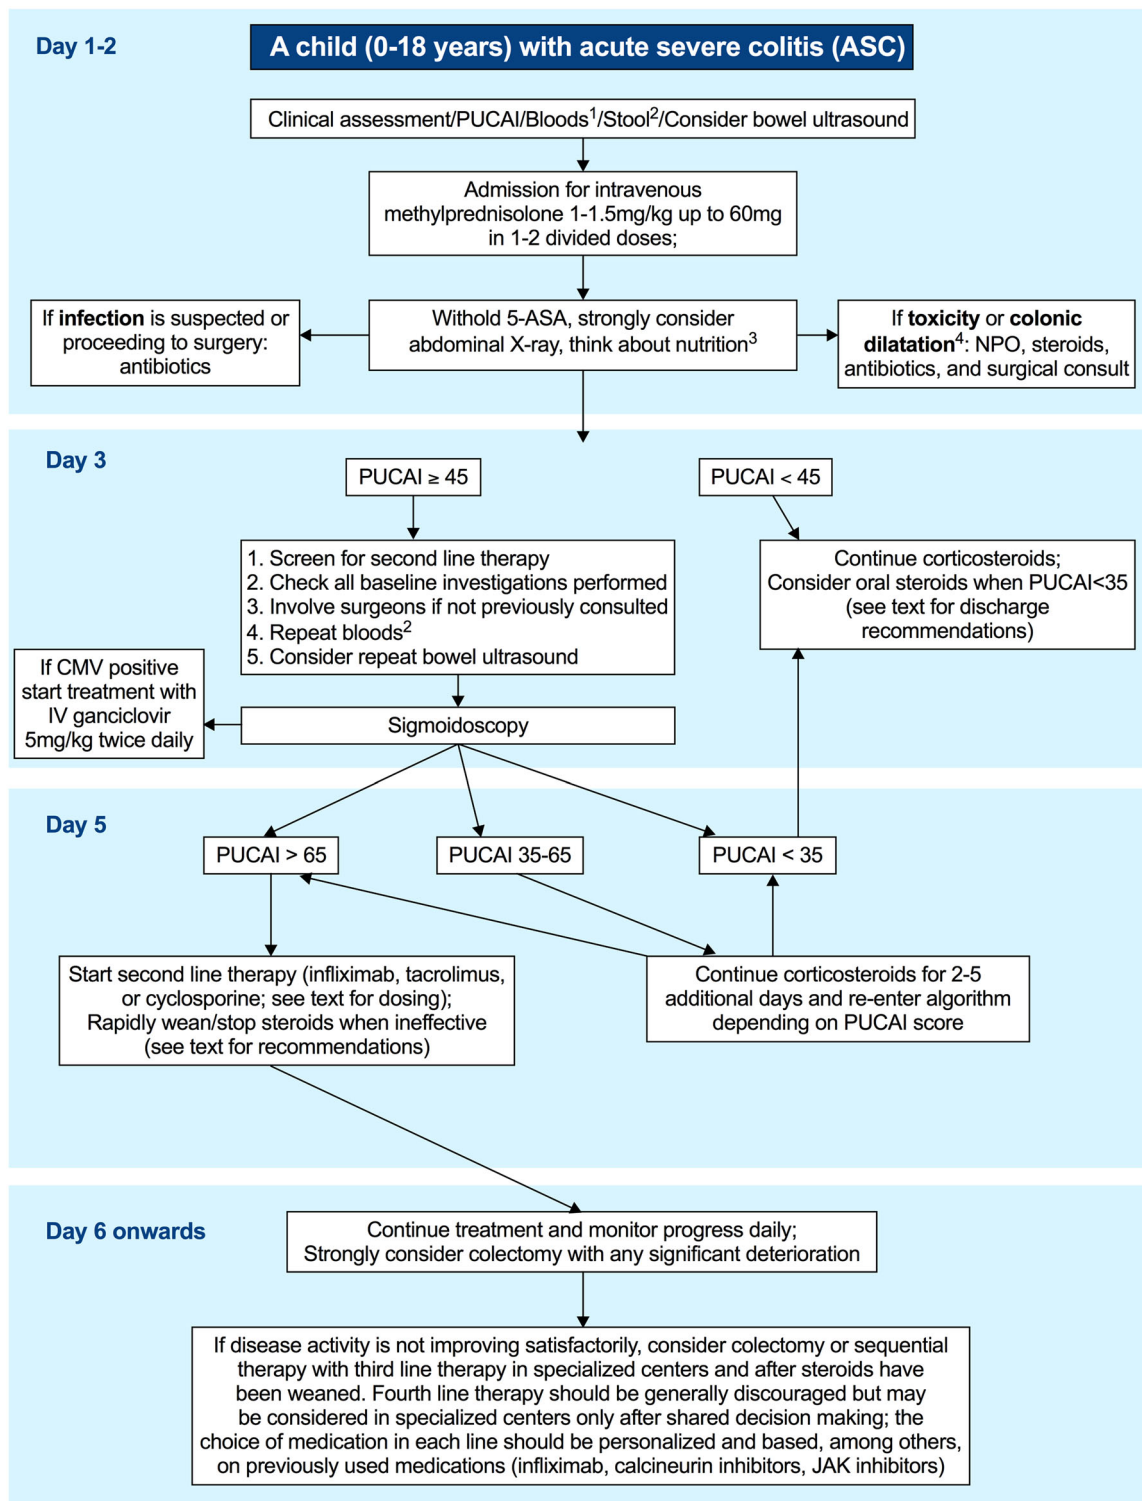 Day 1-2
A child (0-18 years) with acute severe colitis (ASC)
Clinical assessment/PUCAI/Bloods¹/Stool²/Consider bowel ultrasound
Admission for intravenous
methylprednisolone 1-1.5mg/kg up to 60mg
in 1-2 divided doses;
If infection is suspected or
proceeding to surgery:
antibiotics
Withold 5-ASA, strongly consider
abdominal X-ray, think about nutrition³
If toxicity or colonic
dilatation⁴: NPO, steroids,
antibiotics, and surgical consult
Day 3
PUCAI ≥ 45
PUCAI < 45
1. Screen for second line therapy
2. Check all baseline investigations performed
3. Involve surgeons if not previously consulted
4. Repeat bloods²
5. Consider repeat bowel ultrasound
Continue corticosteroids;
Consider oral steroids when PUCAI<35
(see text for discharge
recommendations)
If CMV positive
start treatment with
IV ganciclovir
5mg/kg twice daily
Sigmoidoscopy
Day 5
PUCAI > 65
PUCAI 35-65
PUCAI < 35
Start second line therapy (infliximab, tacrolimus,
or cyclosporine; see text for dosing);
Rapidly wean/stop steroids when ineffective
(see text for recommendations)
Continue corticosteroids for 2-5
additional days and re-enter algorithm
depending on PUCAI score
Day 6 onwards
Continue treatment and monitor progress daily;
Strongly consider colectomy with any significant deterioration
If disease activity is not improving satisfactorily, consider colectomy or sequential
therapy with third line therapy in specialized centers and after steroids have
been weaned. Fourth line therapy should be generally discouraged but may
be considered in specialized centers only after shared decision making; the
choice of medication in each line should be personalized and based, among others,
on previously used medications (infliximab, calcineurin inhibitors, JAK inhibitors)